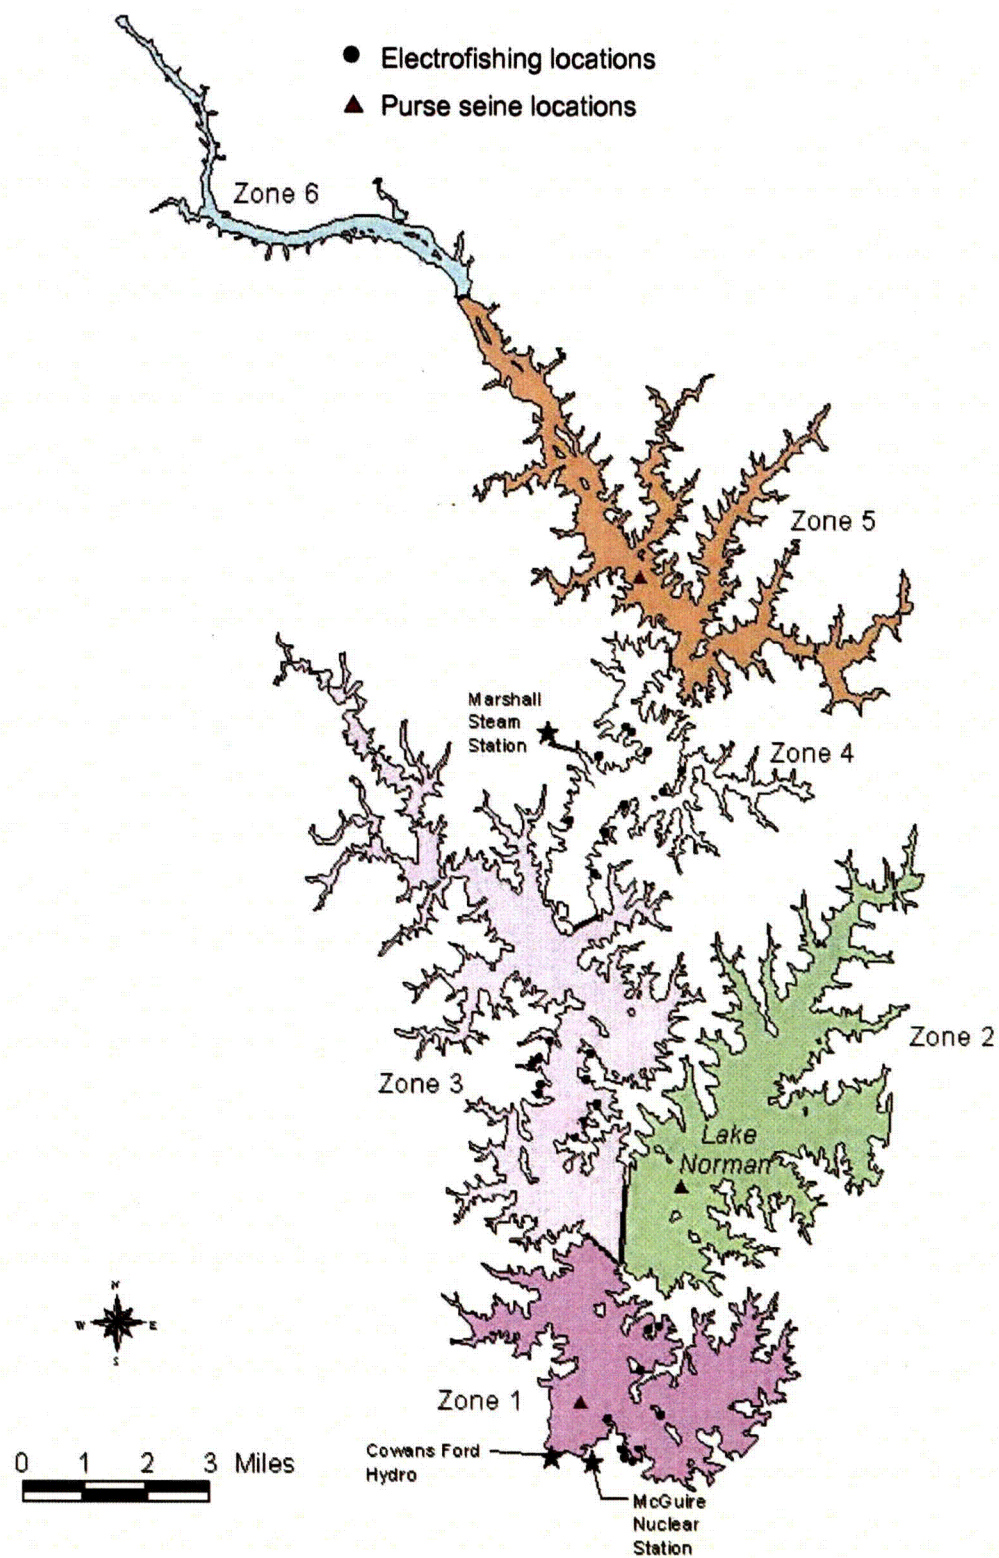 Electrofishing locations
Purse seine locations
Zone 6
Zone 5
Marshall
Steam
Station
Zone 4
Zone 2
Zone 3
Lake
Norman
N
W E
S
Zone 1
0 1 2 3 Miles
Cowans Ford
Hydro
McGuire
Nuclear
Station